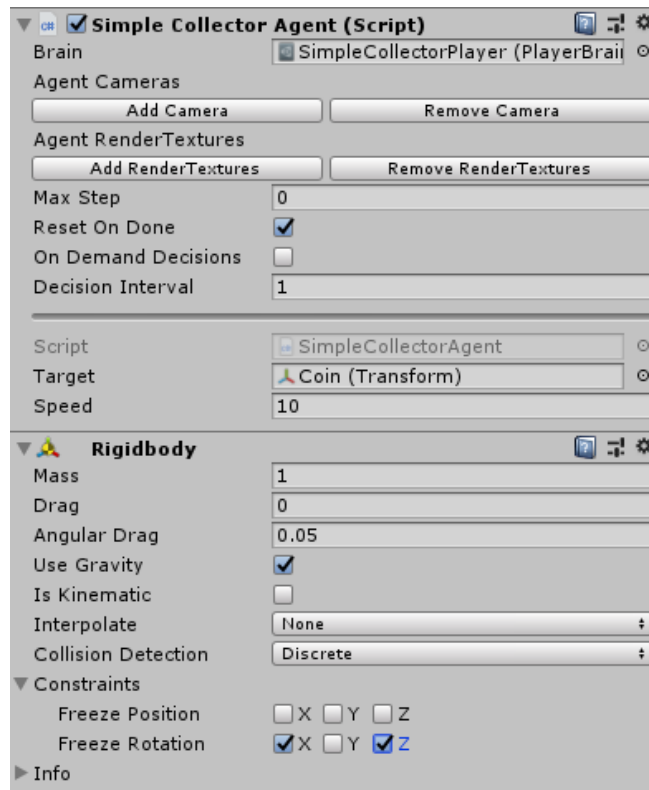 Simple Collector Agent (Script)
Brain SimpleCollectorPlayer (PlayerBrain
Agent Cameras
Add Camera Remove Camera
Agent RenderTextures
Add RenderTextures Remove RenderTextures
Max Step 0
Reset On Done
On Demand Decisions
Decision Interval 1
Script SimpleCollectorAgent
Target Coin (Transform)
Speed 10
Rigidbody
Mass 1
Drag 0
Angular Drag 0.05
Use Gravity
Is Kinematic
Interpolate None
Collision Detection Discrete
Constraints
Freeze Position X Y Z
Freeze Rotation X Y Z
Info